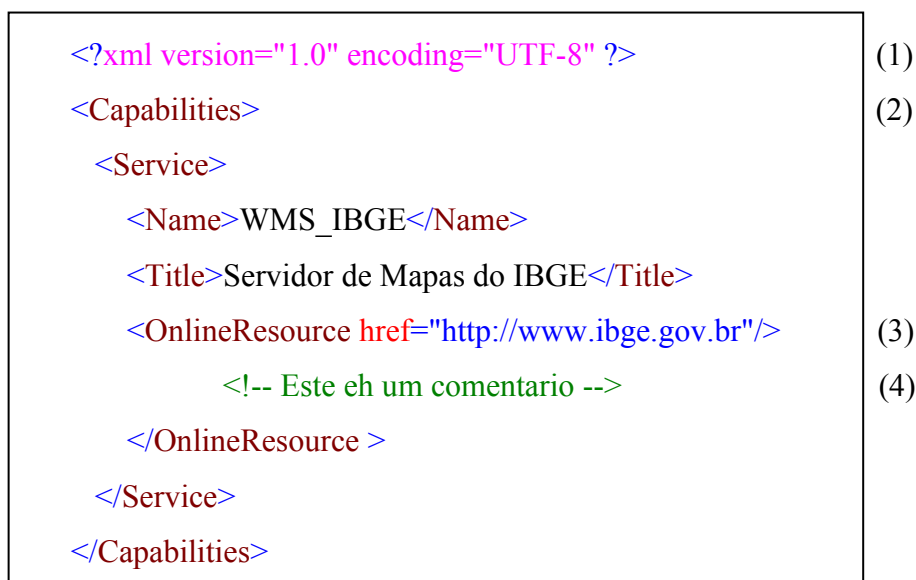 <?xml version="1.0" encoding="UTF-8" ?> (1)
<Capabilities> (2)
<Service>
<Name>WMS_IBGE</Name>
<Title>Servidor de Mapas do IBGE</Title>
<OnlineResource href="http://www.ibge.gov.br"/> (3)
<!-- Este eh um comentario --> (4)
</OnlineResource >
</Service>
</Capabilities>